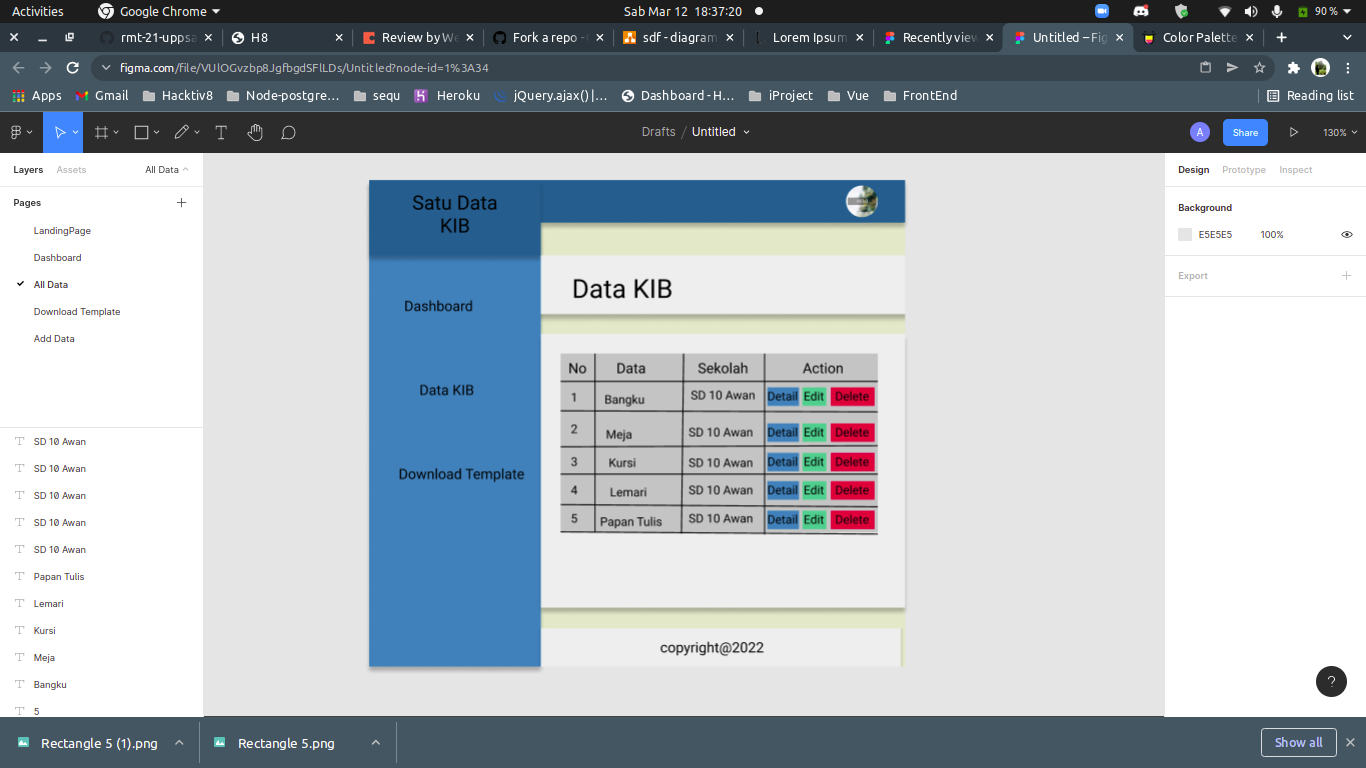 Activities Google Chrome Sab Mar 12 18:37:20 90 %
rmt-21-uppsa H8 Review by We Fork a repo - sdf - diagram Lorem Ipsum Recently view Untitled – Fig Color Palette
figma.com/file/VUlOGvzbp8JgfbgdSFlLDs/Untitled?node-id=1%3A34
Apps Gmail Hacktiv8 Node-postgre... sequ Heroku jQuery.ajax() |... Dashboard - H... iProject Vue FrontEnd Reading list
Drafts / Untitled A Share 130%
Layers Assets All Data
Pages
LandingPage
Dashboard
All Data
Download Template
Add Data
SD 10 Awan
SD 10 Awan
SD 10 Awan
SD 10 Awan
SD 10 Awan
Papan Tulis
Lemari
Kursi
Meja
Bangku
5
Satu Data
KIB
Dashboard
Data KIB
Download Template
Data KIB
No Data Sekolah Action
1 Bangku SD 10 Awan Detail Edit Delete
2 Meja SD 10 Awan Detail Edit Delete
3 Kursi SD 10 Awan Detail Edit Delete
4 Lemari SD 10 Awan Detail Edit Delete
5 Papan Tulis SD 10 Awan Detail Edit Delete
copyright@2022
Design Prototype Inspect
Background
E5E5E5 100%
Export
?
Rectangle 5 (1).png Rectangle 5.png Show all